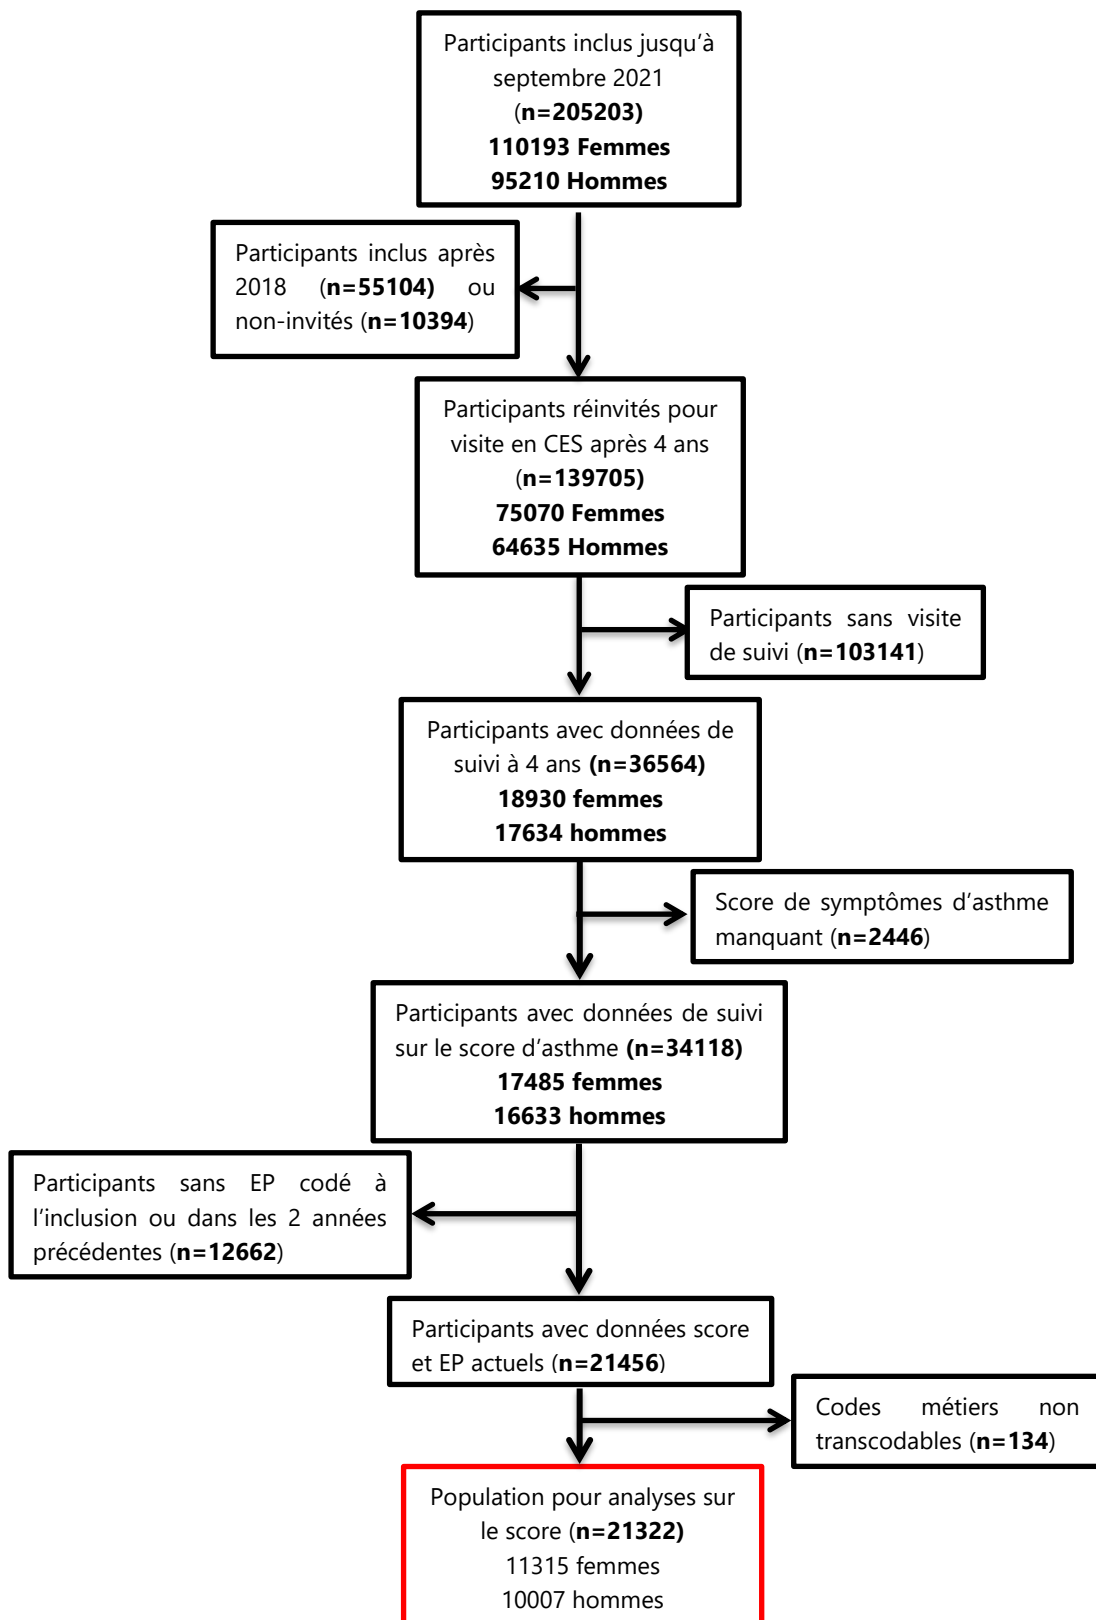 Participants inclus jusqu'à
septembre 2021
(n=205203)
110193 Femmes
95210 Hommes
Participants inclus après
2018 (n=55104) ou
non-invités (n=10394)
Participants réinvités pour
visite en CES après 4 ans
(n=139705)
75070 Femmes
64635 Hommes
Participants sans visite
de suivi (n=103141)
Participants avec données de
suivi à 4 ans (n=36564)
18930 femmes
17634 hommes
Score de symptômes d'asthme
manquant (n=2446)
Participants avec données de suivi
sur le score d'asthme (n=34118)
17485 femmes
16633 hommes
Participants sans EP codé à
l'inclusion ou dans les 2 années
précédentes (n=12662)
Participants avec données score
et EP actuels (n=21456)
Codes métiers non
transcodables (n=134)
Population pour analyses sur
le score (n=21322)
11315 femmes
10007 hommes